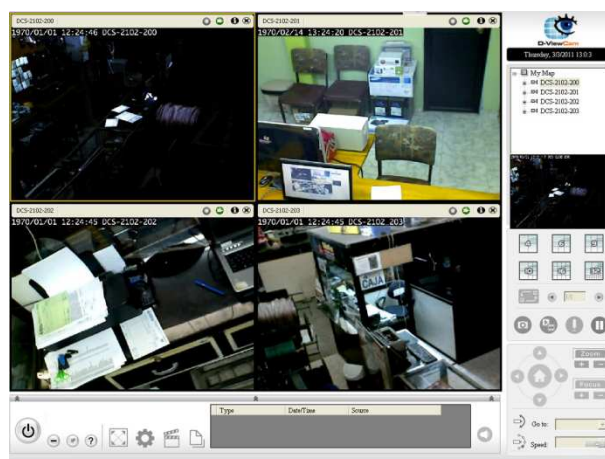 DCS-2102-200
1970/01/01 12:24:46 DCS-2102-200
DCS-2102-201
1970/02/14 13:24:20 DCS-2102-201
DCS-2102-202
1970/01/01 12:24:45 DCS-2102-202
DCS-2102-203
1970/01/01 12:24:45 DCS-2102-203
CAJA
D-ViewCam
Thursday, 3/3/2011 13:0:3
My Map
DCS-2102-200
DCS-2102-201
DCS-2102-202
DCS-2102-203
Zoom
Focus
Go to:
Speed:
Type Date/Time Source